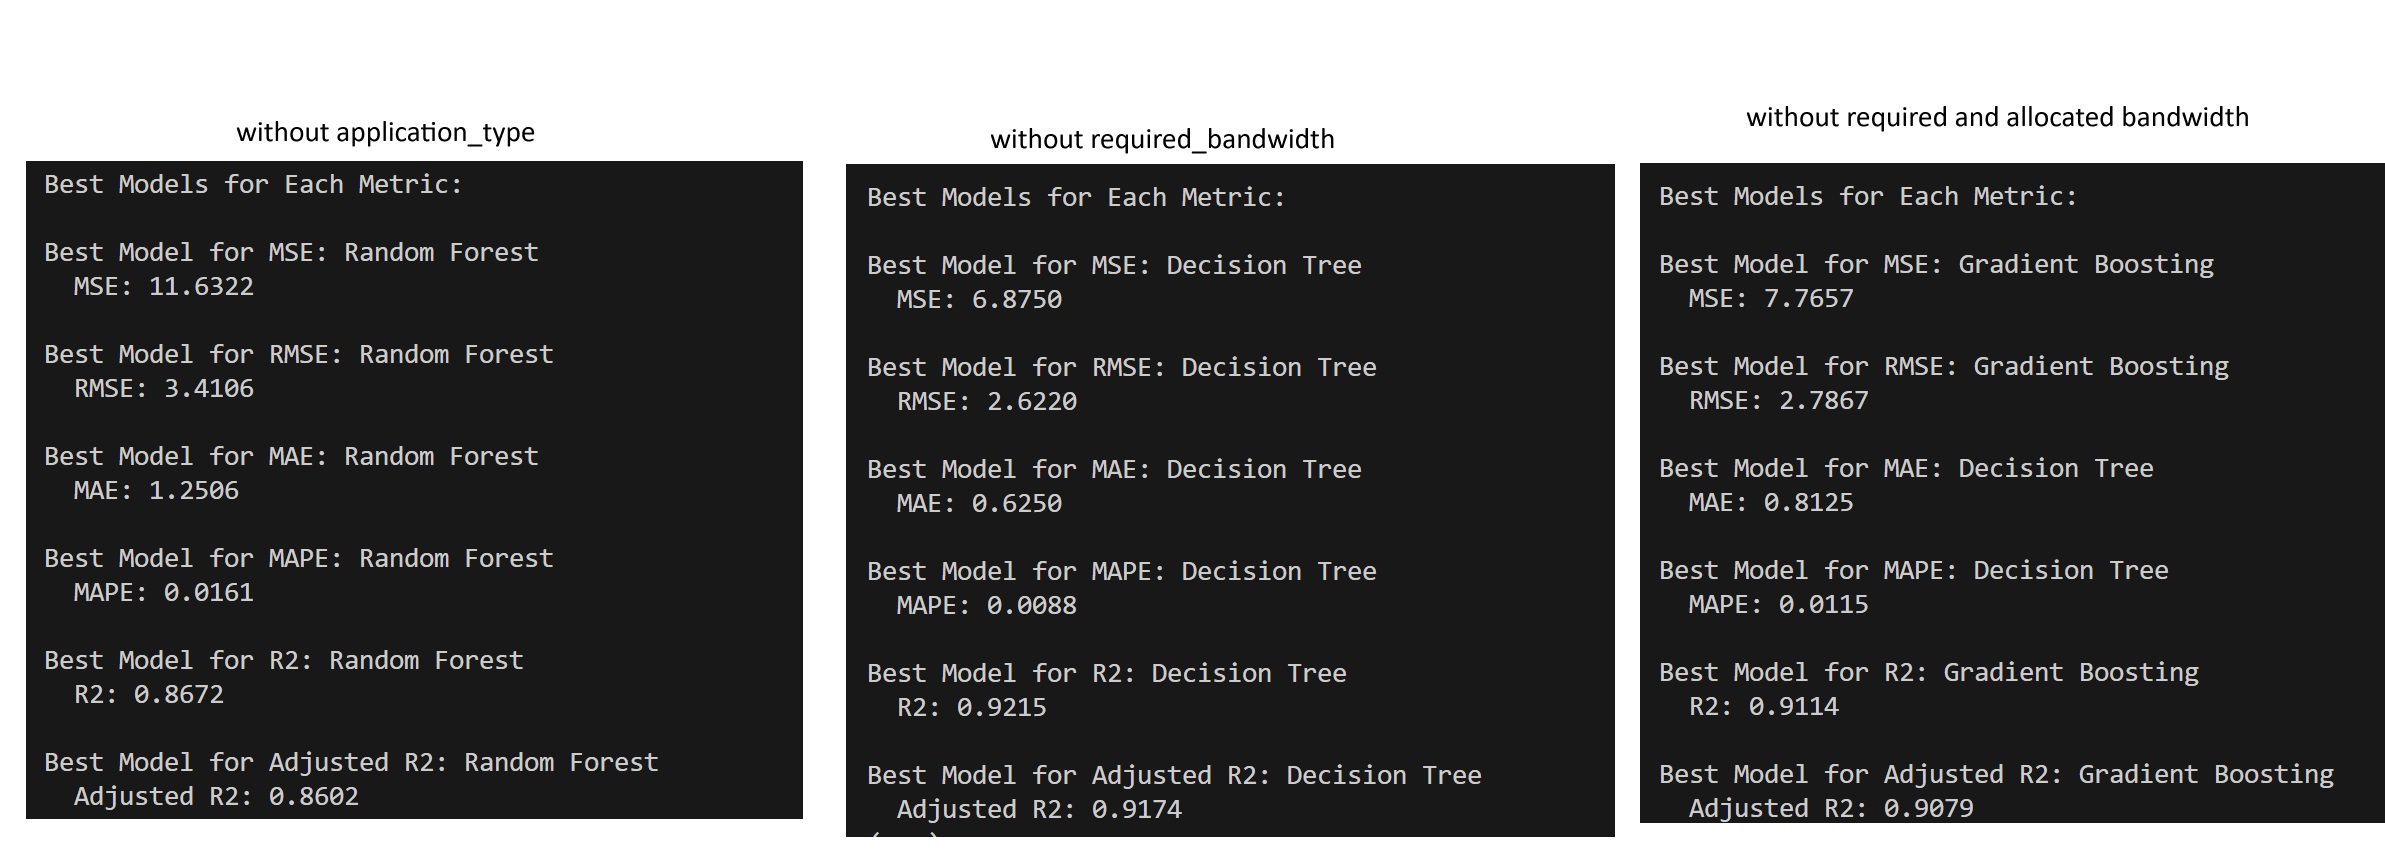 without application_type
Best Models for Each Metric:
Best Model for MSE: Random Forest
MSE: 11.6322
Best Model for RMSE: Random Forest
RMSE: 3.4106
Best Model for MAE: Random Forest
MAE: 1.2506
Best Model for MAPE: Random Forest
MAPE: 0.0161
Best Model for R2: Random Forest
R2: 0.8672
Best Model for Adjusted R2: Random Forest
Adjusted R2: 0.8602
without required_bandwidth
Best Models for Each Metric:
Best Model for MSE: Decision Tree
MSE: 6.8750
Best Model for RMSE: Decision Tree
RMSE: 2.6220
Best Model for MAE: Decision Tree
MAE: 0.6250
Best Model for MAPE: Decision Tree
MAPE: 0.0088
Best Model for R2: Decision Tree
R2: 0.9215
Best Model for Adjusted R2: Decision Tree
Adjusted R2: 0.9174
without required and allocated bandwidth
Best Models for Each Metric:
Best Model for MSE: Gradient Boosting
MSE: 7.7657
Best Model for RMSE: Gradient Boosting
RMSE: 2.7867
Best Model for MAE: Decision Tree
MAE: 0.8125
Best Model for MAPE: Decision Tree
MAPE: 0.0115
Best Model for R2: Gradient Boosting
R2: 0.9114
Best Model for Adjusted R2: Gradient Boosting
Adjusted R2: 0.9079